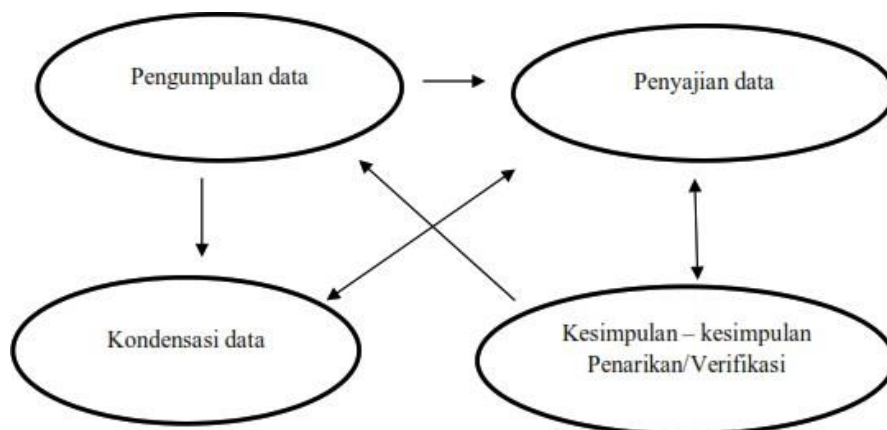 Pengumpulan data
Penyajian data
Kondensasi data
Kesimpulan – kesimpulan
Penarikan/Verifikasi